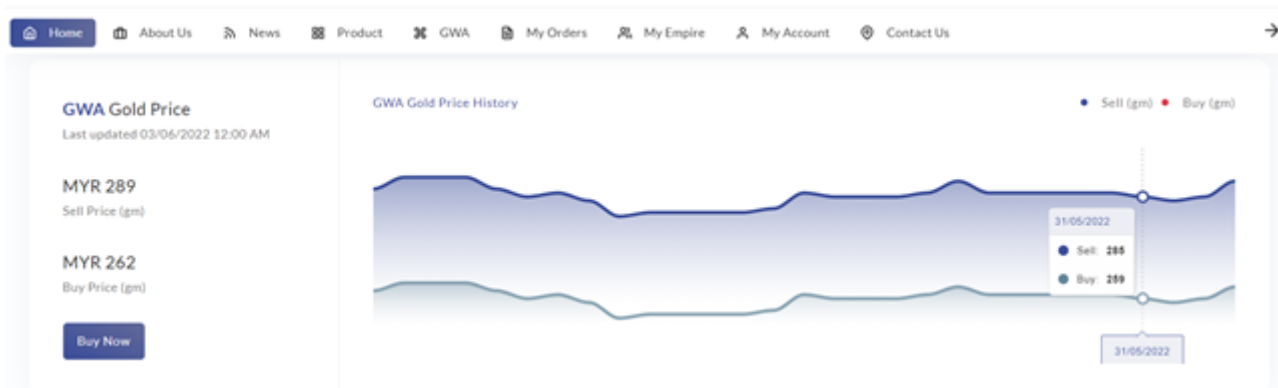 Home About Us News Product GWA My Orders My Empire My Account Contact Us
GWA Gold Price
Last updated 03/06/2022 12:00 AM
MYR 289
Sell Price (gm)
MYR 262
Buy Price (gm)
Buy Now
GWA Gold Price History
Sell (gm) Buy (gm)
31/05/2022
Sell: 285
Buy: 259
31/05/2022